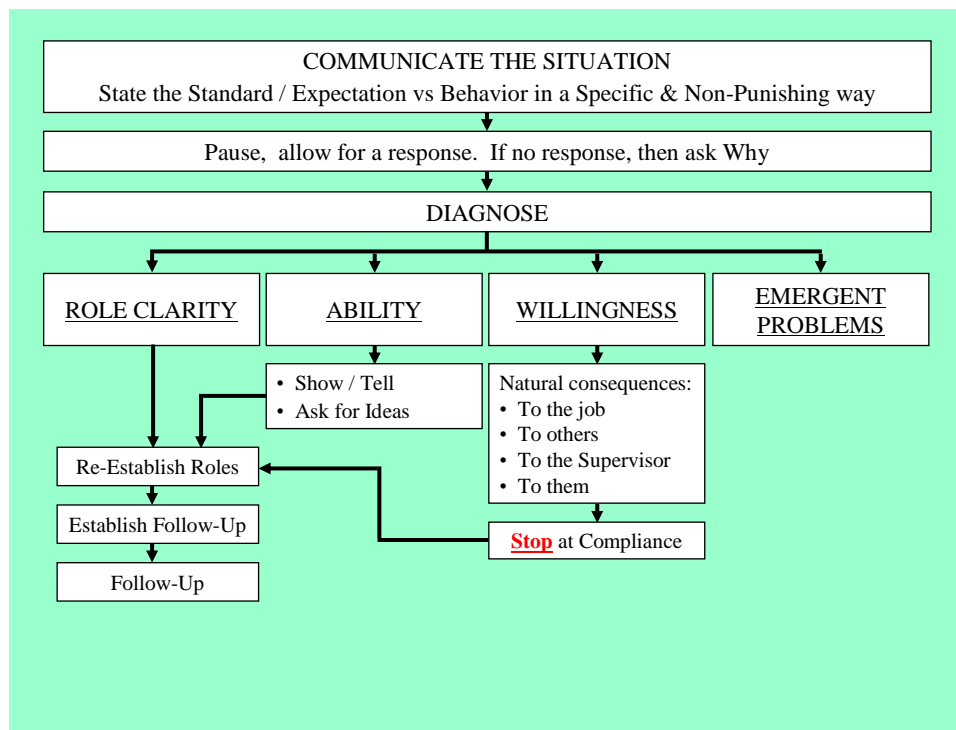 COMMUNICATE THE SITUATION
State the Standard / Expectation vs Behavior in a Specific & Non-Punishing way
Pause, allow for a response. If no response, then ask Why
DIAGNOSE
ROLE CLARITY
ABILITY
WILLINGNESS
EMERGENT
PROBLEMS
• Show / Tell
• Ask for Ideas
Natural consequences:
• To the job
• To others
• To the Supervisor
• To them
Re-Establish Roles
Establish Follow-Up
Stop at Compliance
Follow-Up